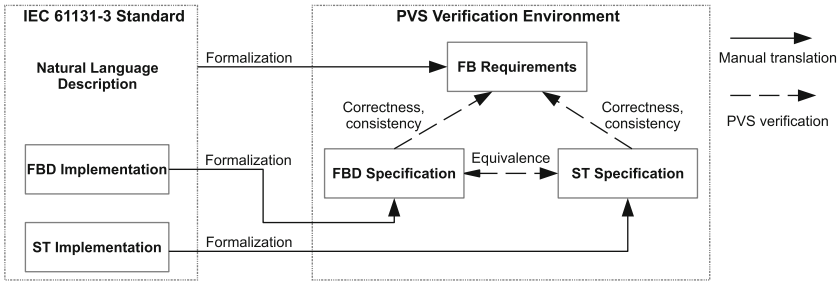 IEC 61131-3 Standard
PVS Verification Environment
Natural Language
Description
Formalization
FB Requirements
Manual translation
PVS verification
Correctness,
consistency
Correctness,
consistency
FBD Implementation
Formalization
FBD Specification
Equivalence
ST Specification
ST Implementation
Formalization